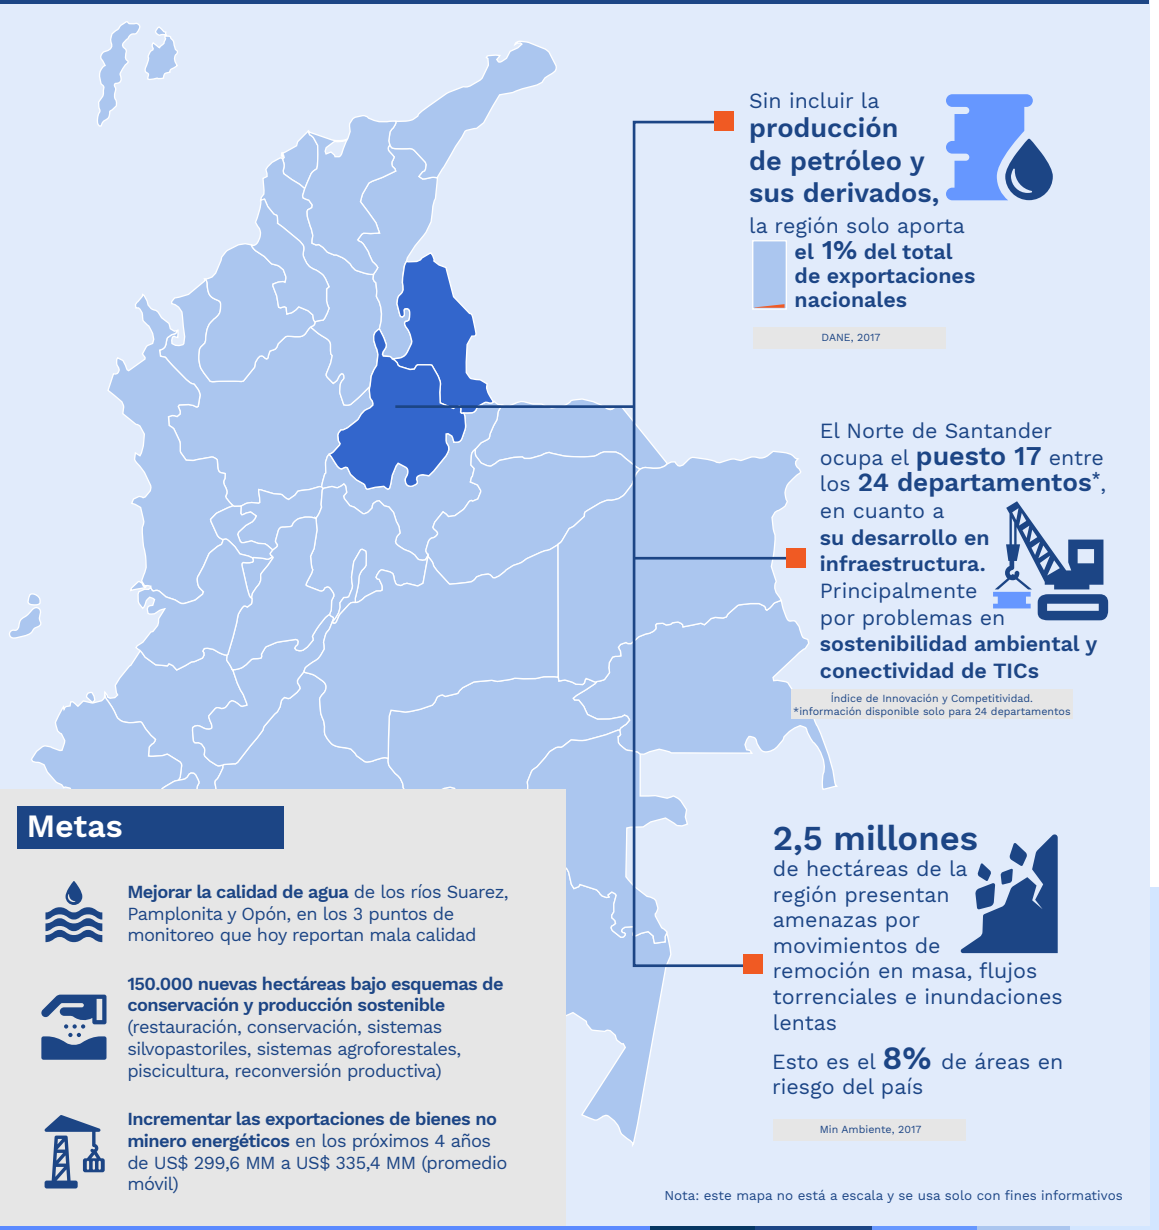 Sin incluir la
producción
de petróleo y
sus derivados,
la región solo aporta
el 1% del total
de exportaciones
nacionales
DANE, 2017
El Norte de Santander
ocupa el puesto 17 entre
los 24 departamentos*,
en cuanto a
su desarrollo en
infraestructura.
Principalmente
por problemas en
sostenibilidad ambiental y
conectividad de TICs
Índice de Innovación y Competitividad.
*información disponible solo para 24 departamentos
2,5 millones
de hectáreas de la
región presentan
amenazas por
movimientos de
remoción en masa, flujos
torrenciales e inundaciones
lentas
Esto es el 8% de áreas en
riesgo del país
Min Ambiente, 2017
Nota: este mapa no está a escala y se usa solo con fines informativos
Metas
Mejorar la calidad de agua de los ríos Suarez,
Pamplonita y Opón, en los 3 puntos de
monitoreo que hoy reportan mala calidad
150.000 nuevas hectáreas bajo esquemas de
conservación y producción sostenible
(restauración, conservación, sistemas
silvopastoriles, sistemas agroforestales,
piscicultura, reconversión productiva)
Incrementar las exportaciones de bienes no
minero energéticos en los próximos 4 años
de US$ 299,6 MM a US$ 335,4 MM (promedio
móvil)